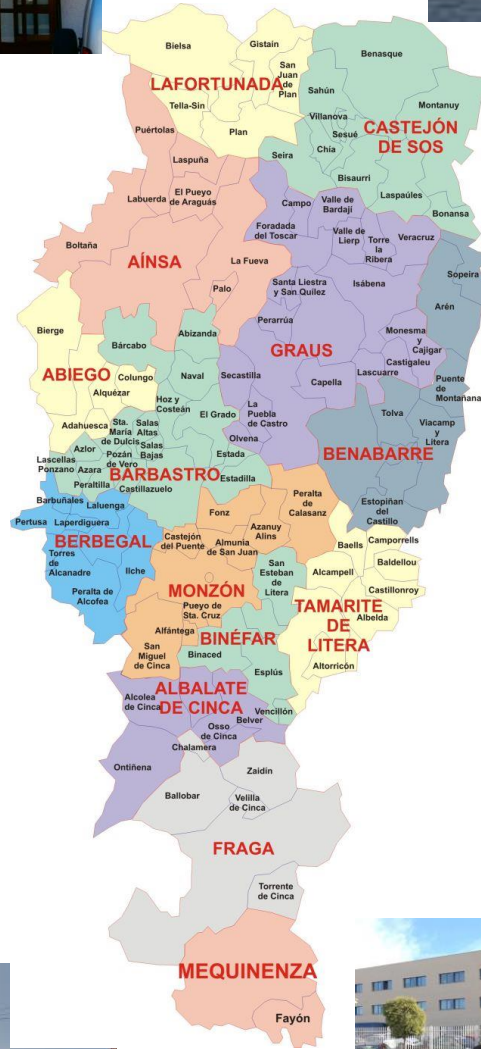 Bielsa
Gistaín
Benasque
San
Juan
de
Plan
LAFORTUNADA
Sahún
Tella-Sin
Montanuy
Villanova
CASTEJÓN
DE SOS
Puértolas
Plan
Sesué
Chía
Seira
Laspuña
Bisaurri
Laspaúles
Labuerda
El Pueyo
de Araguás
Campo
Valle de
Bardají
Bonansa
Foradada
del Toscar
Valle de
Lierp
Torre
la
Ribera
Veracruz
Boltaña
AÍNSA
La Fueva
Sopeira
Palo
Santa Liestra
y San Quílez
Isábena
Arén
Bierge
Abizanda
Perarrúa
Monesma
y
Cajigar
Bárcabo
GRAUS
Castigaleu
Lascuarre
ABIEGO
Colungo
Naval
Secastilla
Capella
Puente
de
Montañana
Alquézar
Hoz y
Costeán
La
Puebla
de Castro
Tolva
Viacamp
y
Litera
Adahuesca
Sta.
María
de Dulcis
Salas
Altas
El Grado
Olvena
Azlor
Pozán
de Vero
Salas
Bajas
Estada
BENABARRE
Lascellas
Ponzano
Azara
BARBASTRO
Peraltilla
Castillazuelo
Estadilla
Barbuñales
Laluenga
Peralta
de
Calasanz
Estopiñan
del
Castillo
Fonz
Pertusa
Laperdiguera
BERBEGAL
Castejón
del Puente
Almunia
de San Juan
Azanuy
Alins
Baells
Camporrells
Torres
de
Alcanadre
Ilche
San
Esteban
de
Litera
Alcampell
Baldellou
Peralta de
Alcofea
MONZÓN
Castillonroy
Pueyo de
Sta. Cruz
TAMARITE
DE
LITERA
Albelda
Alfántega
BINÉFAR
San
Miguel
de Cinca
Binaced
Esplús
Altorricón
ALBALATE
DE CINCA
Alcolea
de Cinca
Vencillón
Belver
Osso
de Cinca
Chalamera
Ontiñena
Zaidín
Ballobar
Velilla
de Cinca
FRAGA
Torrente
de Cinca
MEQUINENZA
Fayón